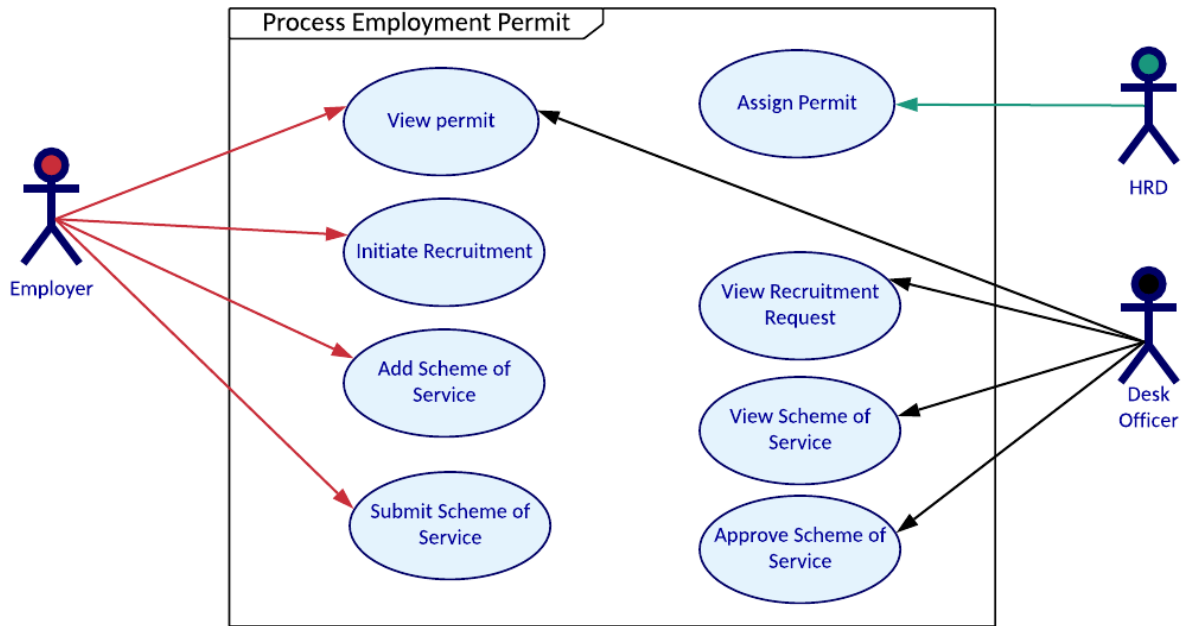 Process Employment Permit
View permit
Assign Permit
HRD
Employer
Initiate Recruitment
View Recruitment
Request
Add Scheme of
Service
View Scheme of
Service
Desk
Officer
Submit Scheme of
Service
Approve Scheme of
Service